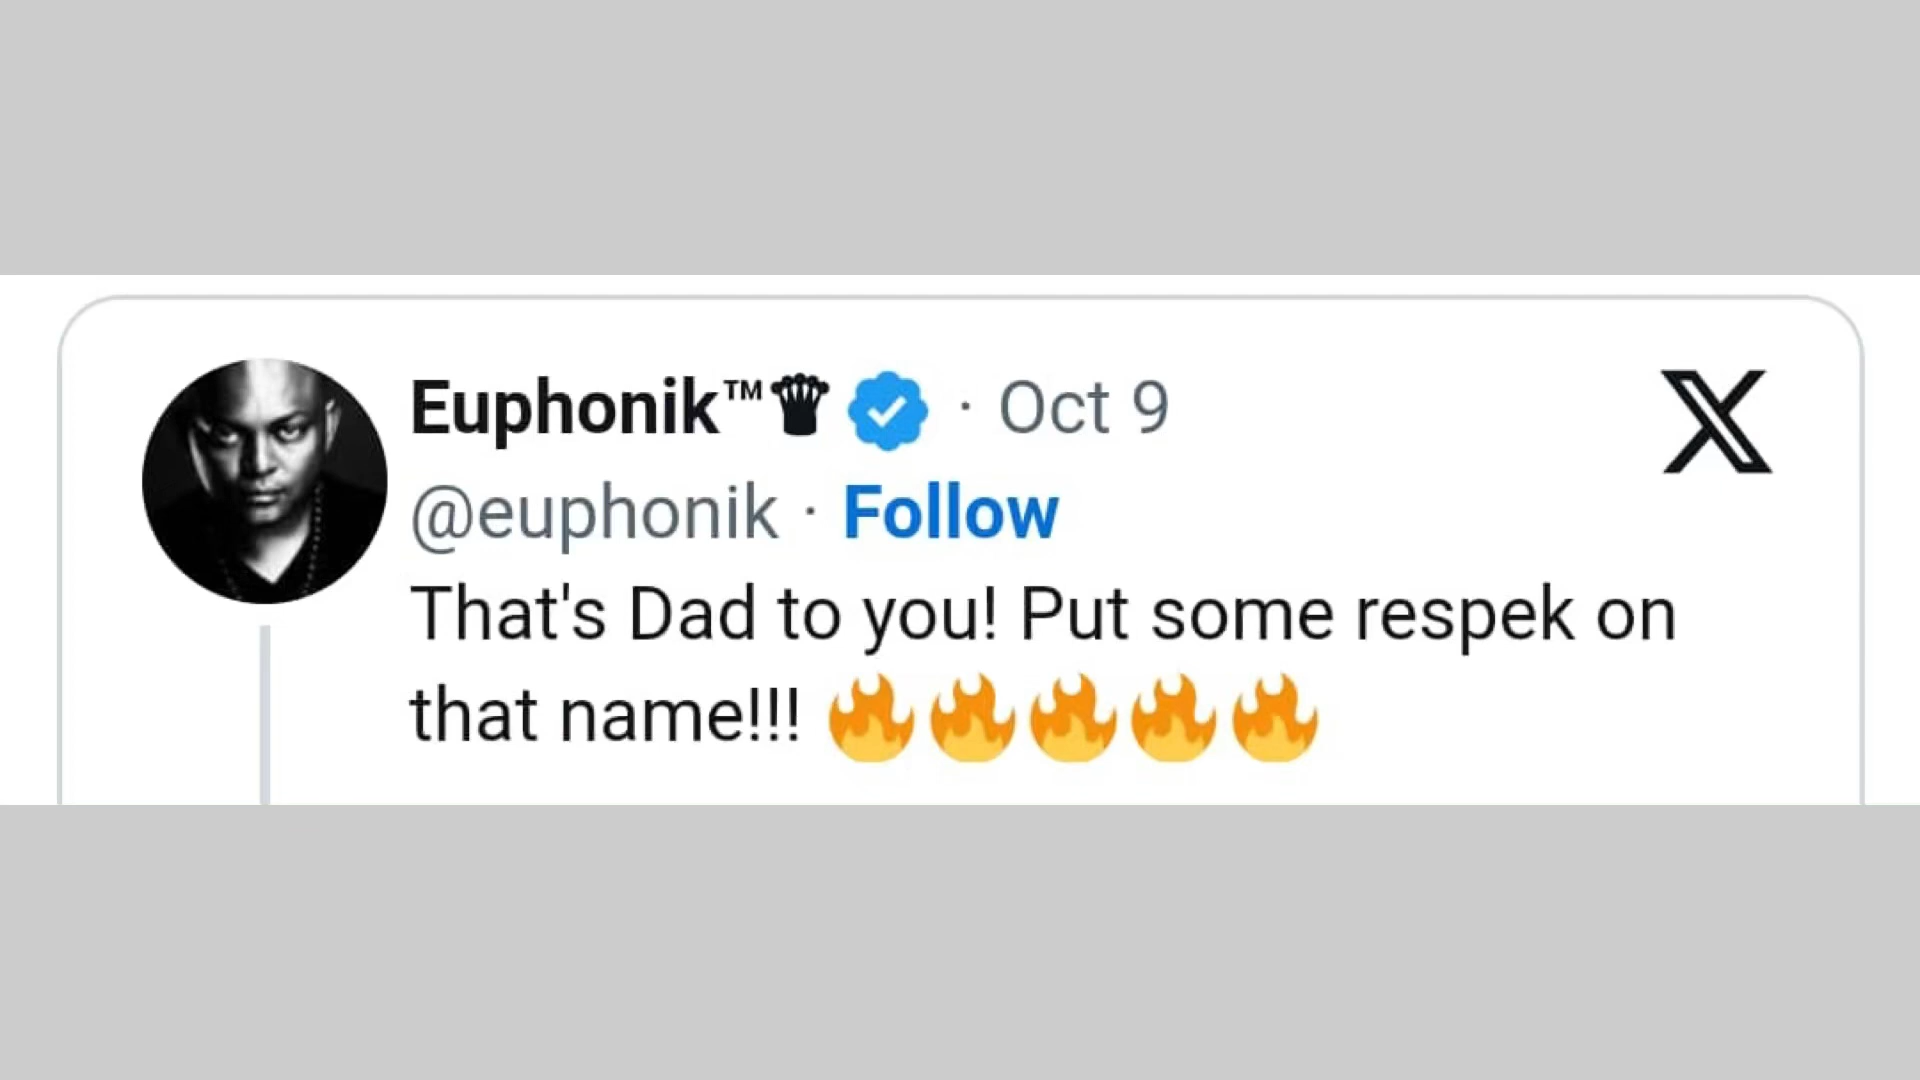 Euphonik™♛ · Oct 9
@euphonik · Follow
That's Dad to you! Put some respek on
that name!!! 🔥🔥🔥🔥🔥